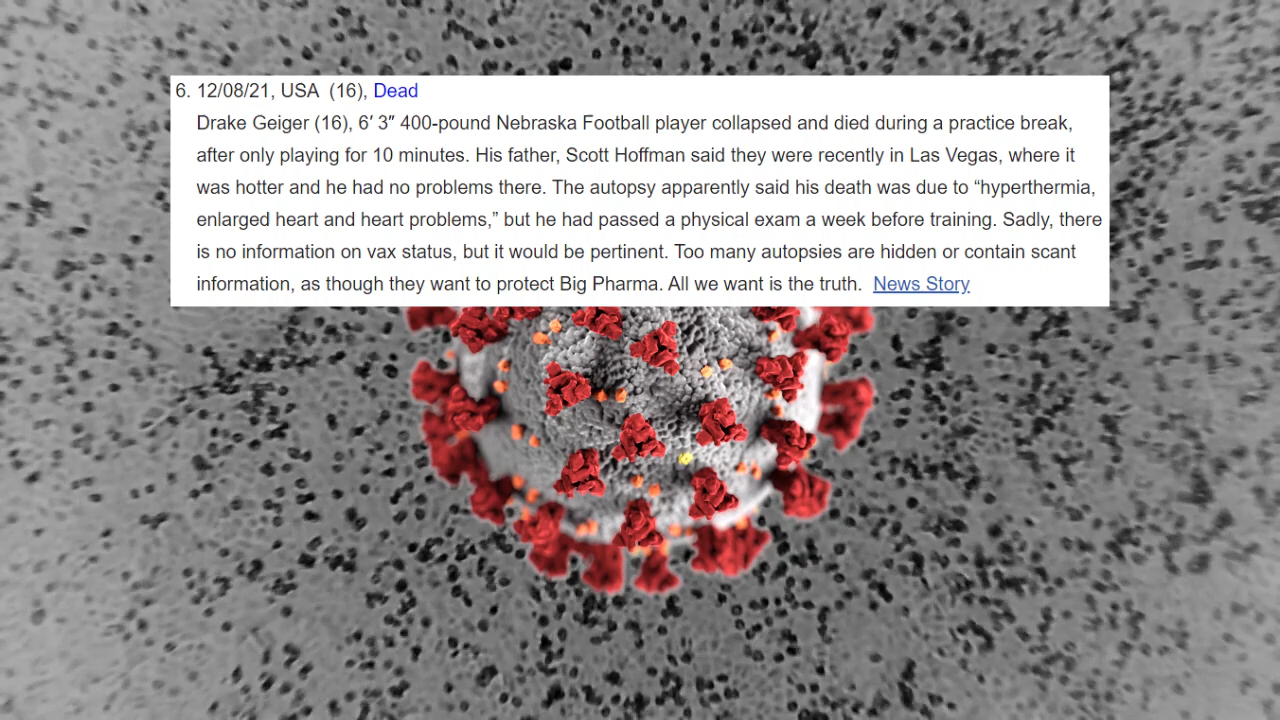 6. 12/08/21, USA (16), Dead
Drake Geiger (16), 6′ 3″ 400-pound Nebraska Football player collapsed and died during a practice break,
after only playing for 10 minutes. His father, Scott Hoffman said they were recently in Las Vegas, where it
was hotter and he had no problems there. The autopsy apparently said his death was due to “hyperthermia,
enlarged heart and heart problems,” but he had passed a physical exam a week before training. Sadly, there
is no information on vax status, but it would be pertinent. Too many autopsies are hidden or contain scant
information, as though they want to protect Big Pharma. All we want is the truth. News Story